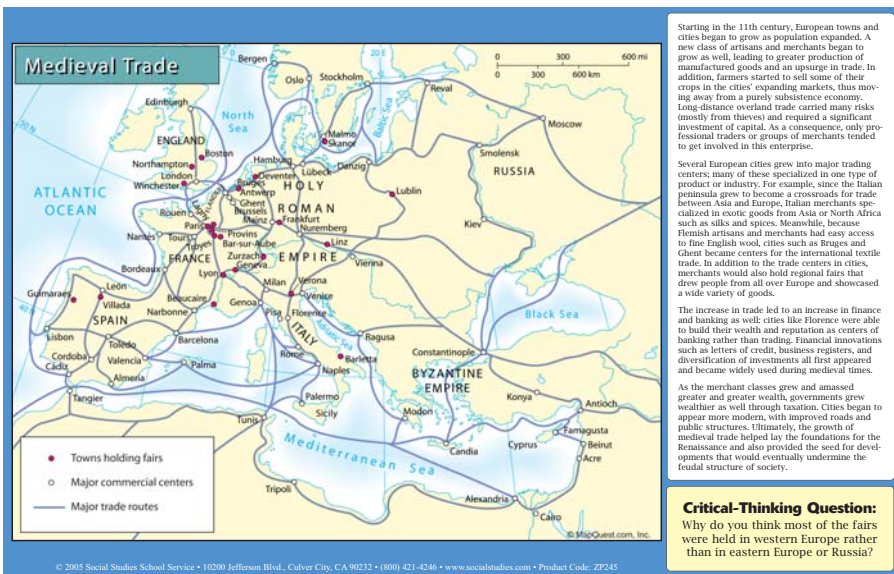 Medieval Trade
0 300 600 mi
0 300 600 km
20 E
0
50 N
40 N
Bergen
Oslo
Stockholm
Reval
Edinburgh
North
Sea
Baltic Sea
Malmo
Skanor
Moscow
ENGLAND
Boston
Northampton
London
Winchester
Hamburg
Lübeck
Danzig
Smolensk
RUSSIA
Deventer
Bruges
Antwerp
Ghent
Brussels
FLANDERS
HOLY
ROMAN
EMPIRE
Lublin
ATLANTIC
OCEAN
Rouen
Lagny
Mainz
Frankfurt
Nuremberg
Kiev
Paris
Provins
Nantes
Tours
Troyes
Bar-sur-Aube
Linz
Zurzach
Vienna
FRANCE
Geneva
Lyon
Bordeaux
Milan
Verona
Venice
León
Guimaraes
Villada
Beaucaire
Narbonne
Genoa
Pisa
Florence
SPAIN
ITALY
Adriatic Sea
Black Sea
Ragusa
Lisbon
Toledo
Barcelona
Rome
Barletta
Constantinople
Cordoba
Valencia
Palma
Naples
BYZANTINE
EMPIRE
Cádiz
Almeria
Tangier
Palermo
Sicily
Konya
Antioch
Modon
Tunis
Famagusta
Candia
Cyprus
Beirut
Acre
Mediterranean Sea
Tripoli
Alexandria
Cairo
Towns holding fairs
Major commercial centers
Major trade routes
© MapQuest.com, Inc.
© 2005 Social Studies School Service • 10200 Jefferson Blvd., Culver City, CA 90232 • (800) 421-4246 • www.socialstudies.com • Product Code: ZP245
Starting in the 11th century, European towns and
cities began to grow as population expanded. A
new class of artisans and merchants began to
grow as well, leading to greater production of
manufactured goods and an upsurge in trade. In
addition, farmers started to sell some of their
crops in the cities' expanding markets, thus mov-
ing away from a purely subsistence economy.
Long-distance overland trade carried many risks
(mostly from thieves) and required a significant
investment of capital. As a consequence, only pro-
fessional traders or groups of merchants tended
to get involved in this enterprise.
Several European cities grew into major trading
centers; many of these specialized in one type of
product or industry. For example, since the Italian
peninsula grew to become a crossroads for trade
between Asia and Europe, Italian merchants spe-
cialized in exotic goods from Asia or North Africa
such as silks and spices. Meanwhile, because
Flemish artisans and merchants had easy access
to fine English wool, cities such as Bruges and
Ghent became centers for the international textile
trade. In addition to the trade centers in cities,
merchants would also hold regional fairs that
drew people from all over Europe and showcased
a wide variety of goods.
The increase in trade led to an increase in finance
and banking as well: cities like Florence were able
to build their wealth and reputation as centers of
banking rather than trading. Financial innovations
such as letters of credit, business registers, and
diversification of investments all first appeared
and became widely used during medieval times.
As the merchant classes grew and amassed
greater and greater wealth, governments grew
wealthier as well through taxation. Cities began to
appear more modern, with improved roads and
public structures. Ultimately, the growth of
medieval trade helped lay the foundations for the
Renaissance and also provided the seed for devel-
opments that would eventually undermine the
feudal structure of society.
Critical-Thinking Question:
Why do you think most of the fairs
were held in western Europe rather
than in eastern Europe or Russia?